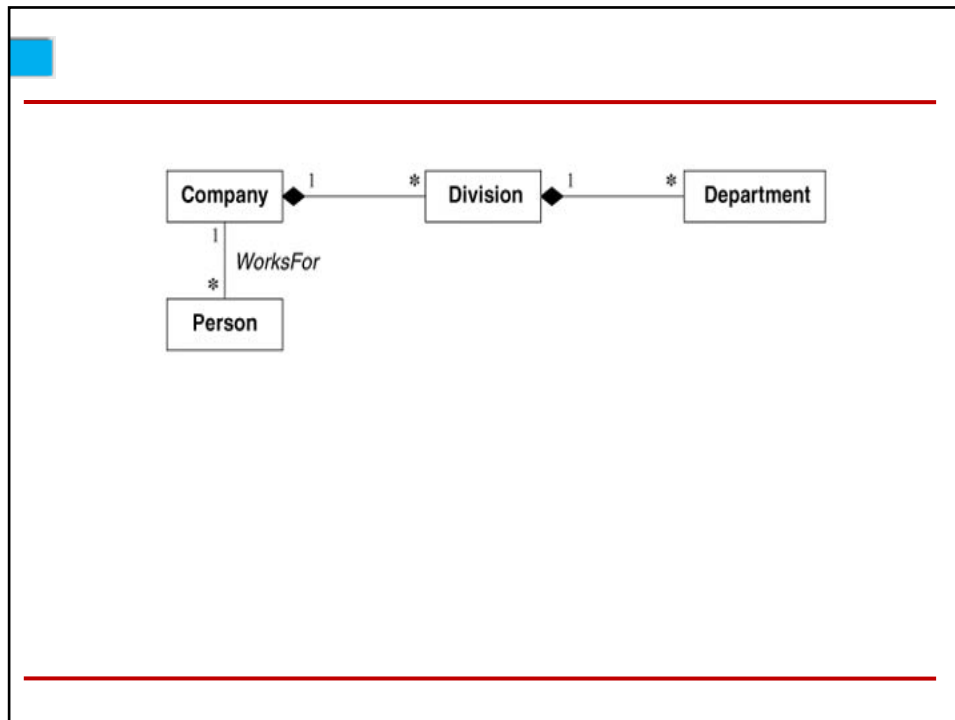 Company 1 * Division 1 * Department
1
WorksFor
*
Person